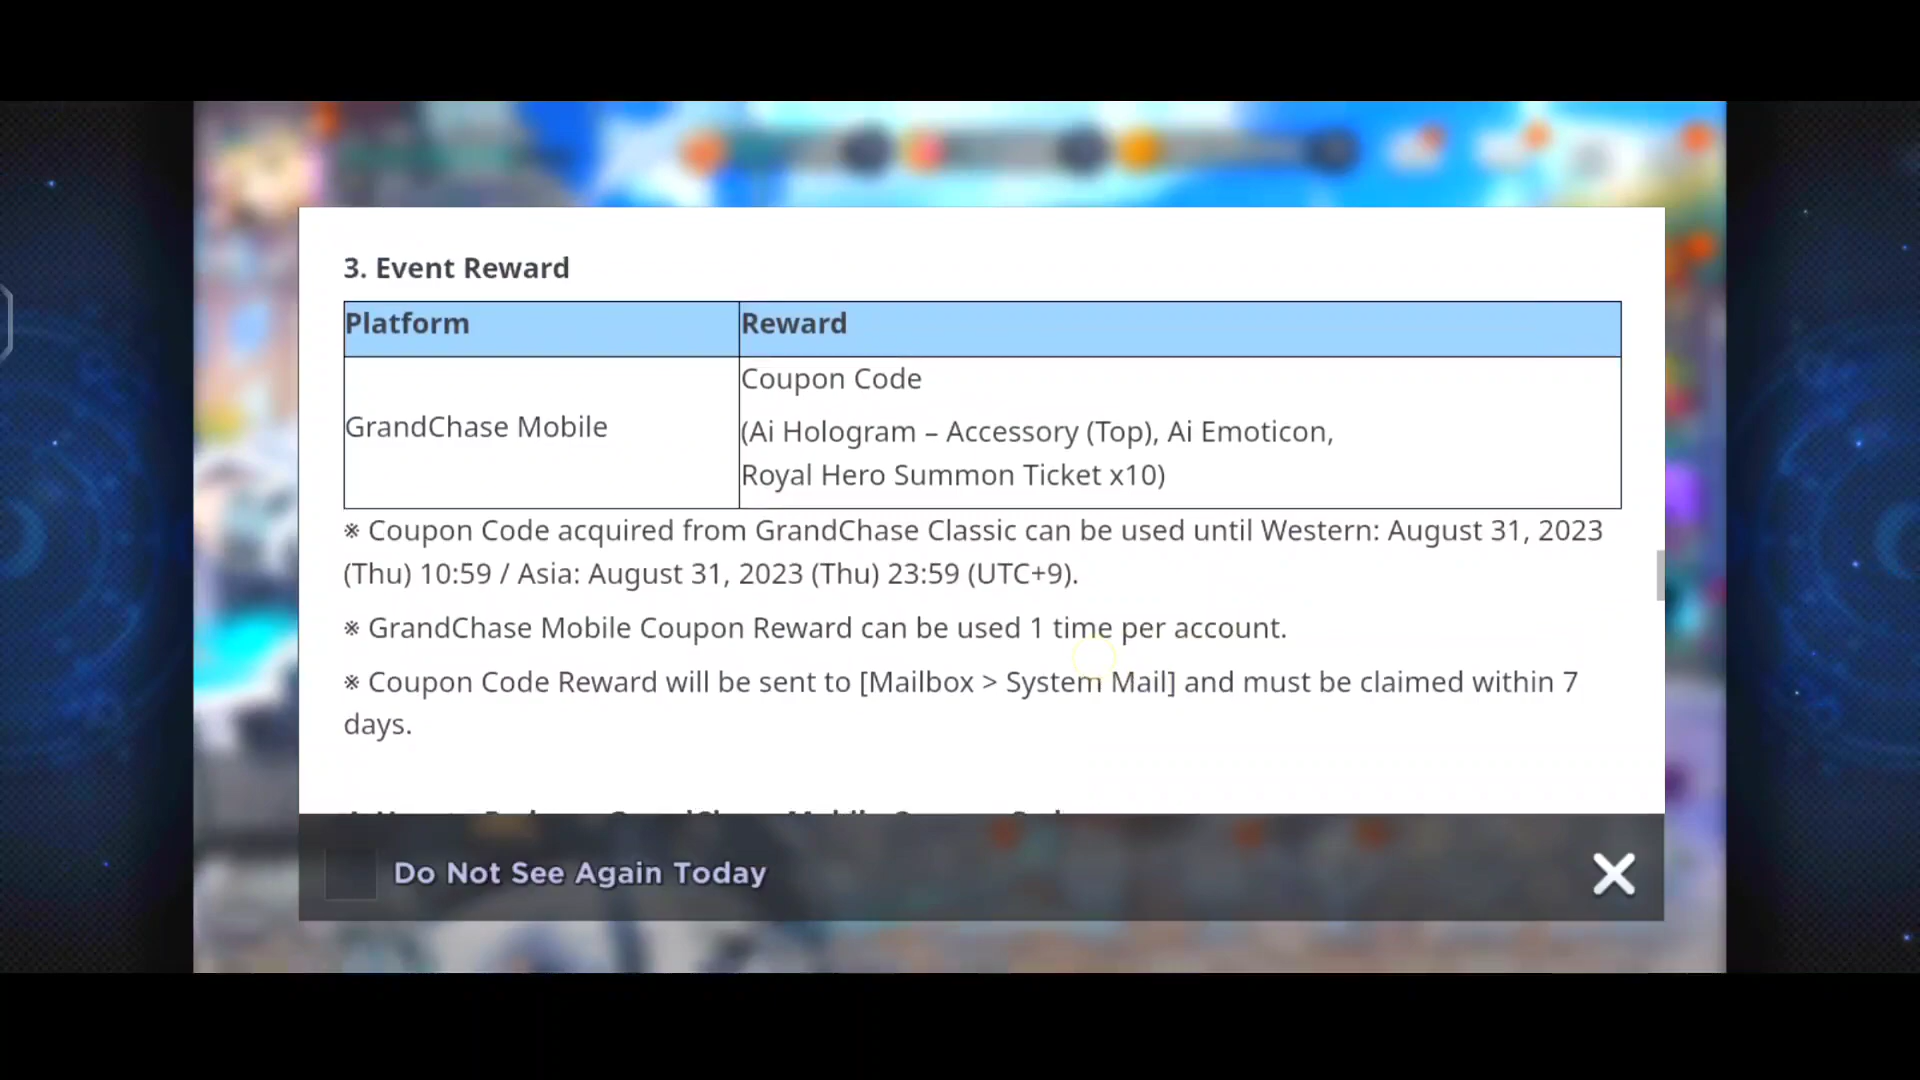 3. Event Reward
Platform
Reward
GrandChase Mobile
Coupon Code
(Ai Hologram – Accessory (Top), Ai Emoticon,
Royal Hero Summon Ticket x10)
※ Coupon Code acquired from GrandChase Classic can be used until Western: August 31, 2023
(Thu) 10:59 / Asia: August 31, 2023 (Thu) 23:59 (UTC+9).
※ GrandChase Mobile Coupon Reward can be used 1 time per account.
※ Coupon Code Reward will be sent to [Mailbox > System Mail] and must be claimed within 7
days.
Do Not See Again Today